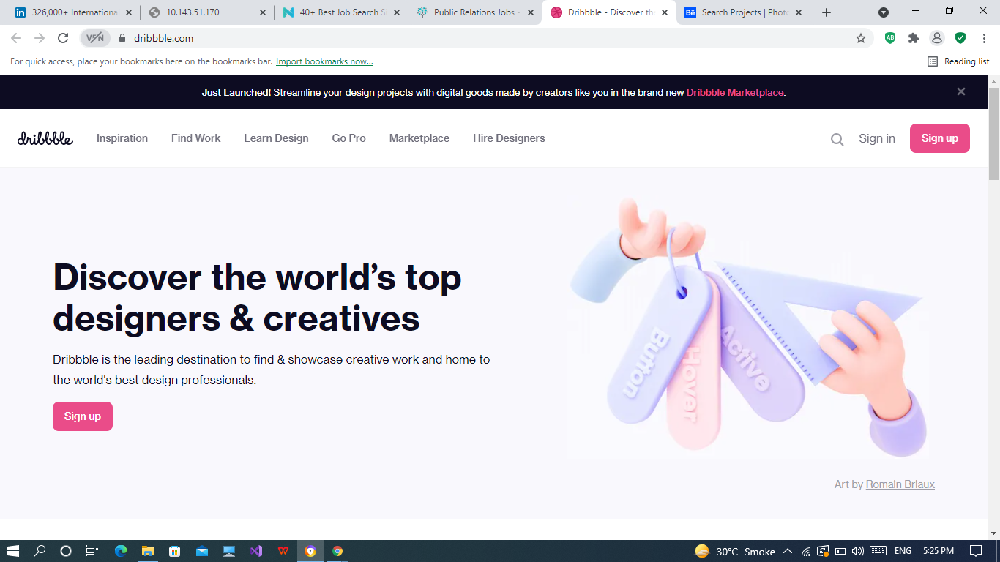 326,000+ Internationa
10.143.51.170
40+ Best Job Search Si
Public Relations Jobs -
Dribbble - Discover the
Search Projects | Photo
VPN
dribbble.com
AB
For quick access, place your bookmarks here on the bookmarks bar. Import bookmarks now...
Reading list
Just Launched! Streamline your design projects with digital goods made by creators like you in the brand new Dribbble Marketplace.
dribbble
Inspiration
Find Work
Learn Design
Go Pro
Marketplace
Hire Designers
Sign in
Sign up
Discover the world's top
designers & creatives
Dribbble is the leading destination to find & showcase creative work and home to
the world's best design professionals.
Sign up
Button
Hover
Active
Art by Romain Briaux
30°C Smoke
ENG
5:25 PM